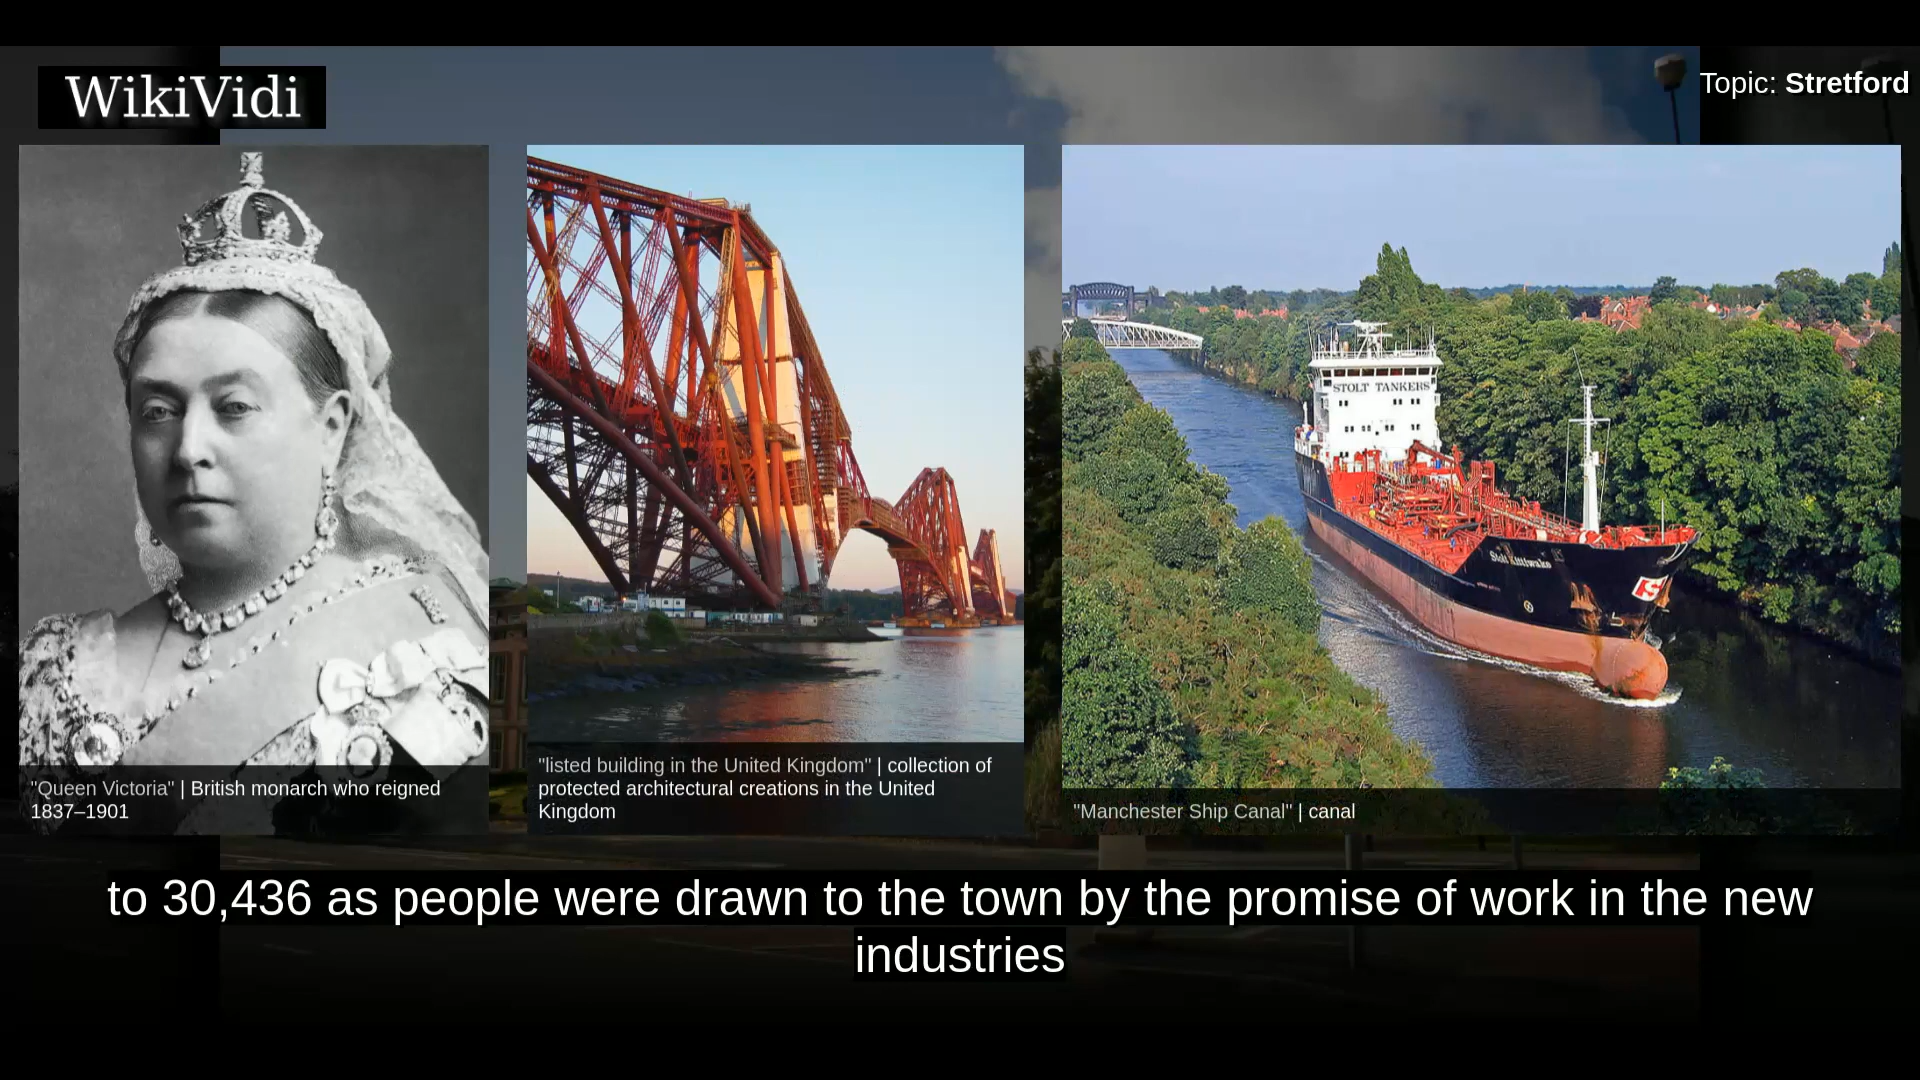 WikiVidi
Topic: Stretford
STOLT TANKERS
"Queen Victoria" | British monarch who reigned
1837–1901
"listed building in the United Kingdom" | collection of
protected architectural creations in the United
Kingdom
"Manchester Ship Canal" | canal
to 30,436 as people were drawn to the town by the promise of work in the new
industries